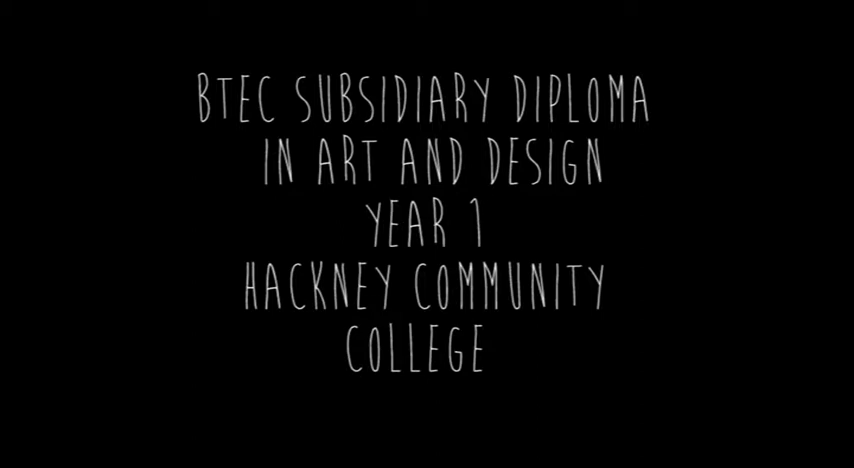 BTEC SUBSIDIARY DIPLOMA
IN ART AND DESIGN
YEAR 1
HACKNEY COMMUNITY
COLLEGE